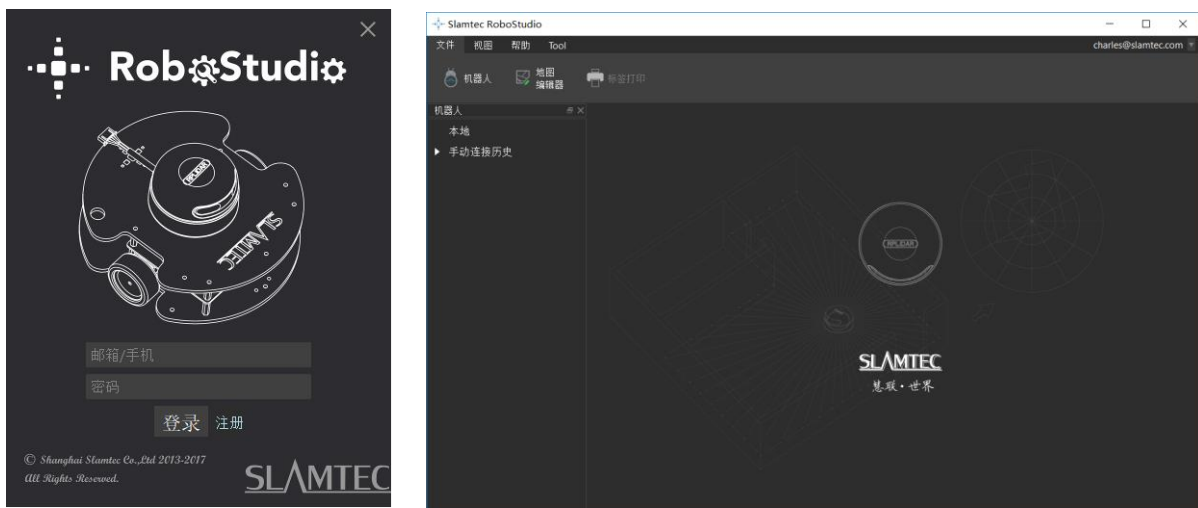 RoboStudio
RPLIDAR
SLAMTEC
邮箱/手机
密码
登录 注册
© Shanghai Slamtec Co.,Ltd 2013-2017
All Rights Reserved.
SLAMTEC
Slamtec RoboStudio
文件 视图 帮助 Tool
charles@slamtec.com
机器人
地图
编辑器
标签打印
机器人
本地
手动连接历史
RPLIDAR
SLAMTEC
慧联·世界